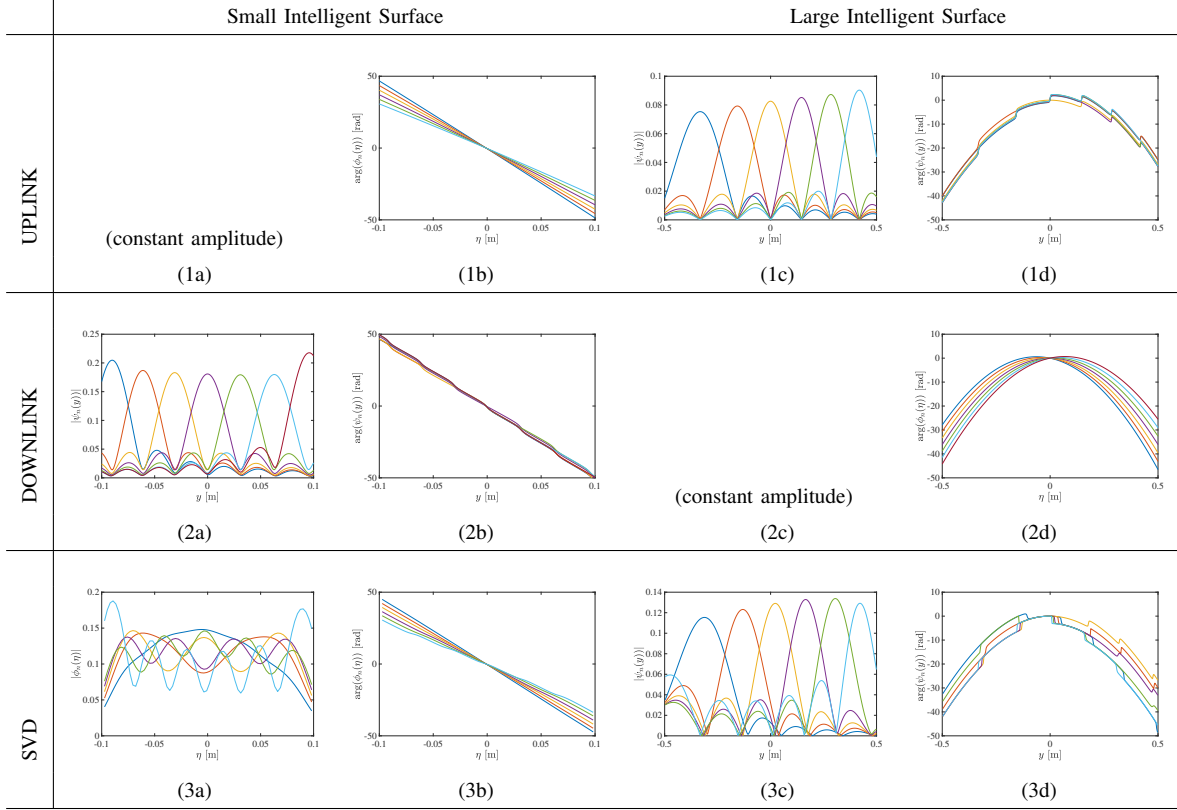 Small Intelligent Surface
Large Intelligent Surface
UPLINK
(constant amplitude)
(1a)
50
0
-50
-0.1
-0.05
0
0.05
0.1
η [m]
arg(ϕₙ(η)) [rad]
(1b)
0.1
0.08
0.06
0.04
0.02
0
-0.5
0
0.5
y [m]
|ψₙ(y))|
(1c)
10
0
-10
-20
-30
-40
-50
-0.5
0
0.5
y [m]
arg(ψₙ(y)) [rad]
(1d)
DOWNLINK
0.25
0.2
0.15
0.1
0.05
0
-0.1
-0.05
0
0.05
0.1
y [m]
|ψₙ(y))|
(2a)
50
0
-50
-0.1
-0.05
0
0.05
0.1
y [m]
arg(ψₙ(y)) [rad]
(2b)
(constant amplitude)
(2c)
10
0
-10
-20
-30
-40
-50
-0.5
0
0.5
η [m]
arg(ϕₙ(η)) [rad]
(2d)
SVD
0.2
0.15
0.1
0.05
0
-0.1
-0.05
0
0.05
0.1
η [m]
|ϕₙ(η)|
(3a)
50
0
-50
-0.1
-0.05
0
0.05
0.1
η [m]
arg(ϕₙ(η)) [rad]
(3b)
0.14
0.12
0.1
0.08
0.06
0.04
0.02
0
-0.5
0
0.5
y [m]
|ψₙ(y))|
(3c)
10
0
-10
-20
-30
-40
-50
-0.5
0
0.5
y [m]
arg(ψₙ(y)) [rad]
(3d)